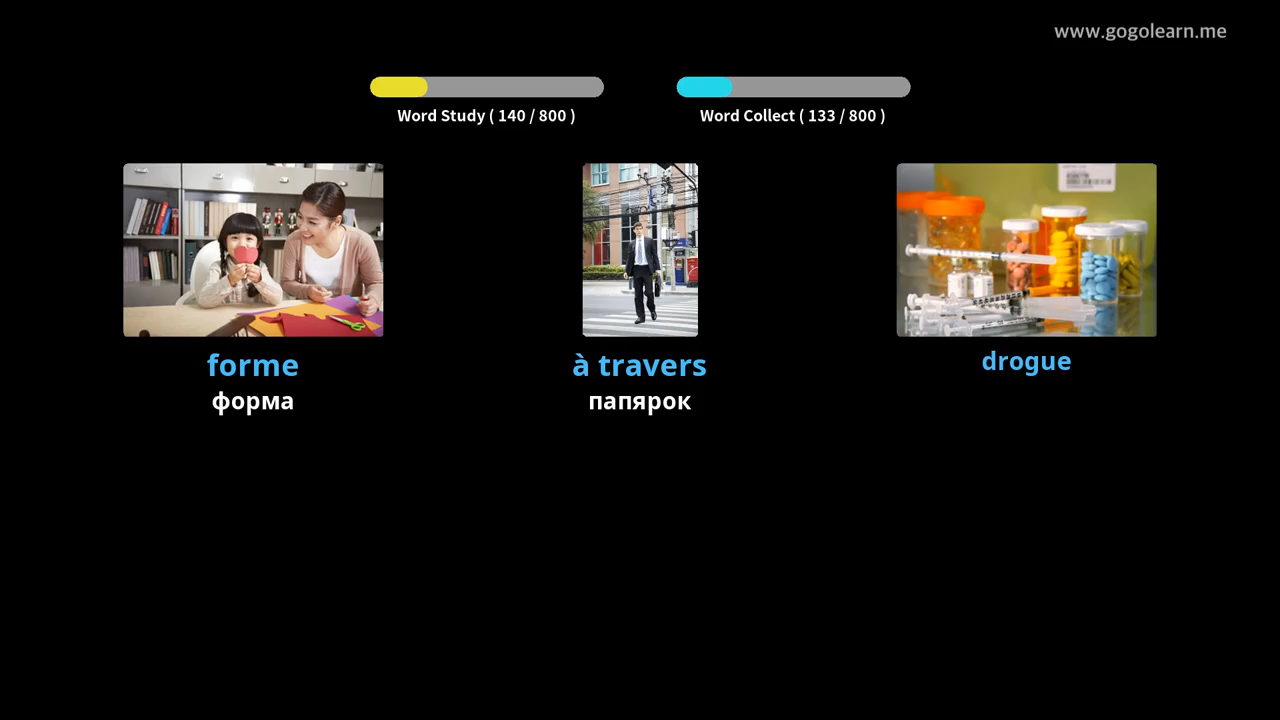 www.gogolearn.me
Word Study ( 140 / 800 )
Word Collect ( 133 / 800 )
forme
форма
à travers
папярок
drogue